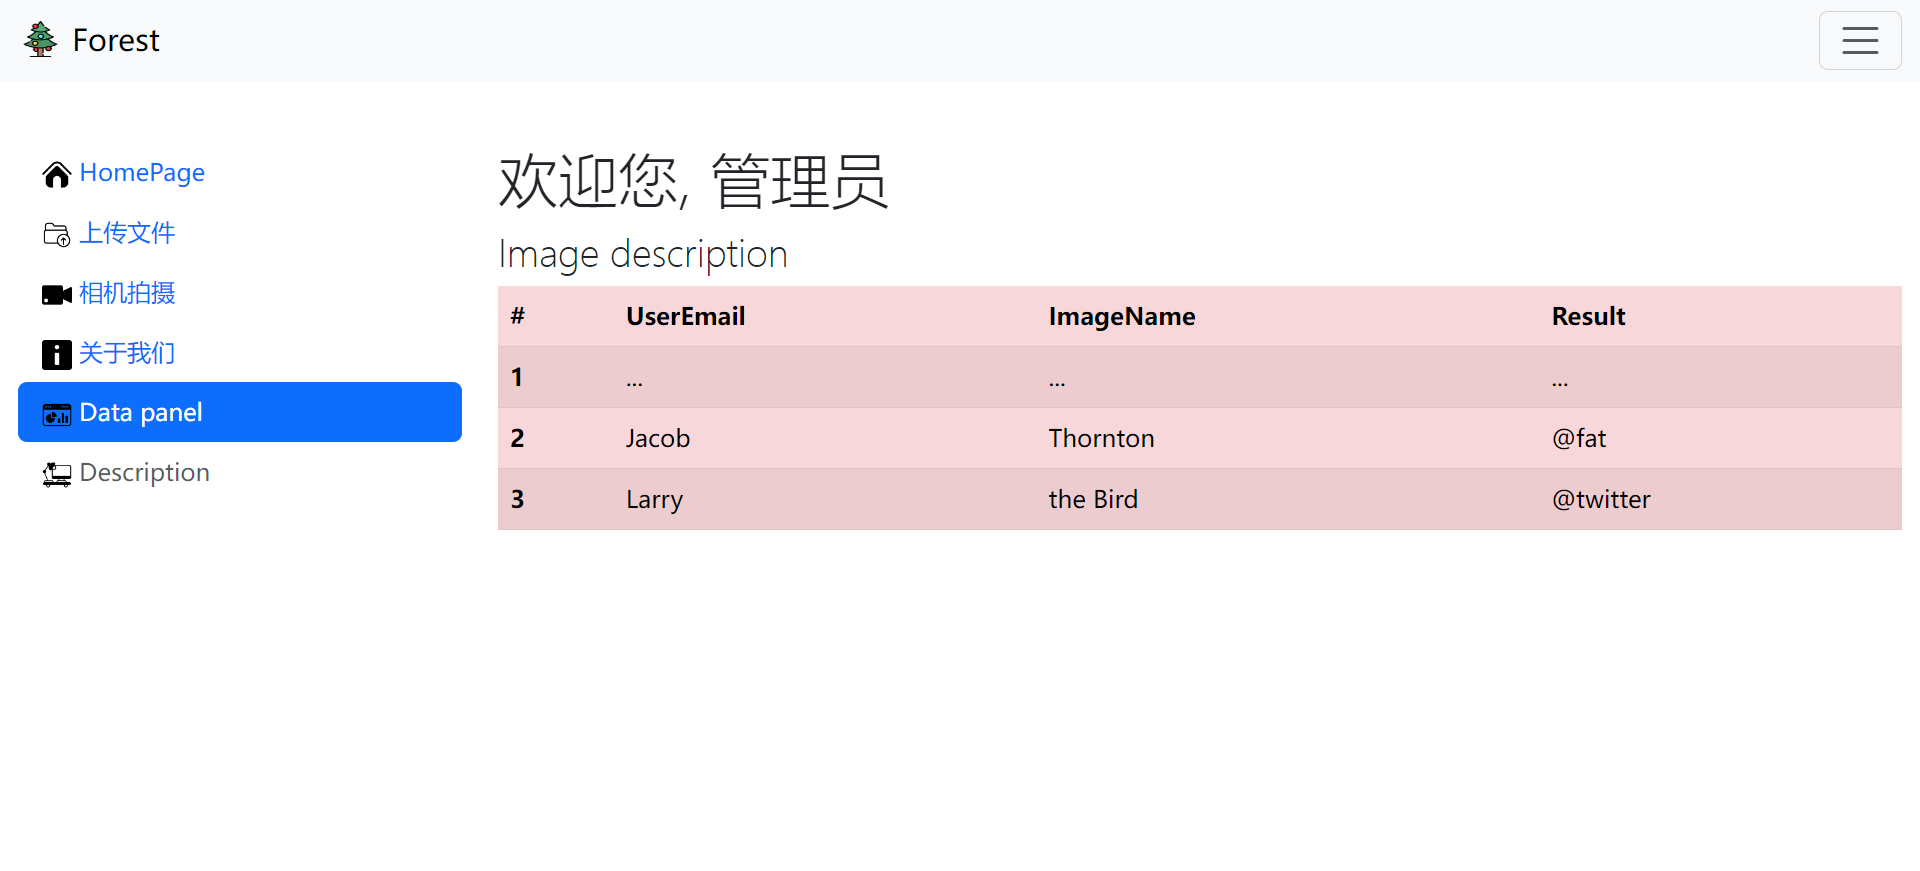 Forest
HomePage
上传文件
相机拍摄
关于我们
Data panel
Description
欢迎您, 管理员
Image description
# UserEmail ImageName Result
1 ... ... ...
2 Jacob Thornton @fat
3 Larry the Bird @twitter